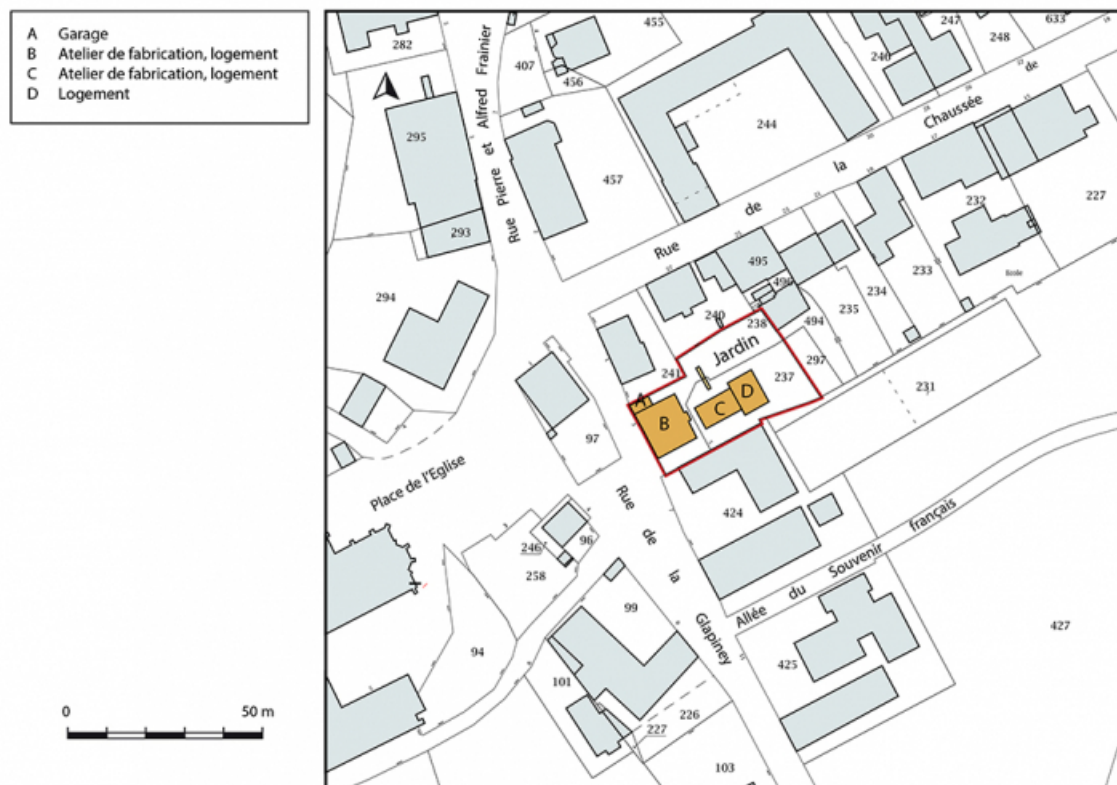 A Garage
B Atelier de fabrication, logement
C Atelier de fabrication, logement
D Logement
0 50 m
282
407
456
455
247
248
633
240
295
293
457
244
Rue Pierre et Alfred Frainier
Rue de la Chaussée de
227
232
Ecole
233
234
235
495
496
494
240
238
241
Jardin
237
297
231
A
B
C
D
294
97
Place de l'Eglise
Rue de la Glapiney
424
Allée du Souvenir français
246
96
258
99
94
101
227
226
103
425
427